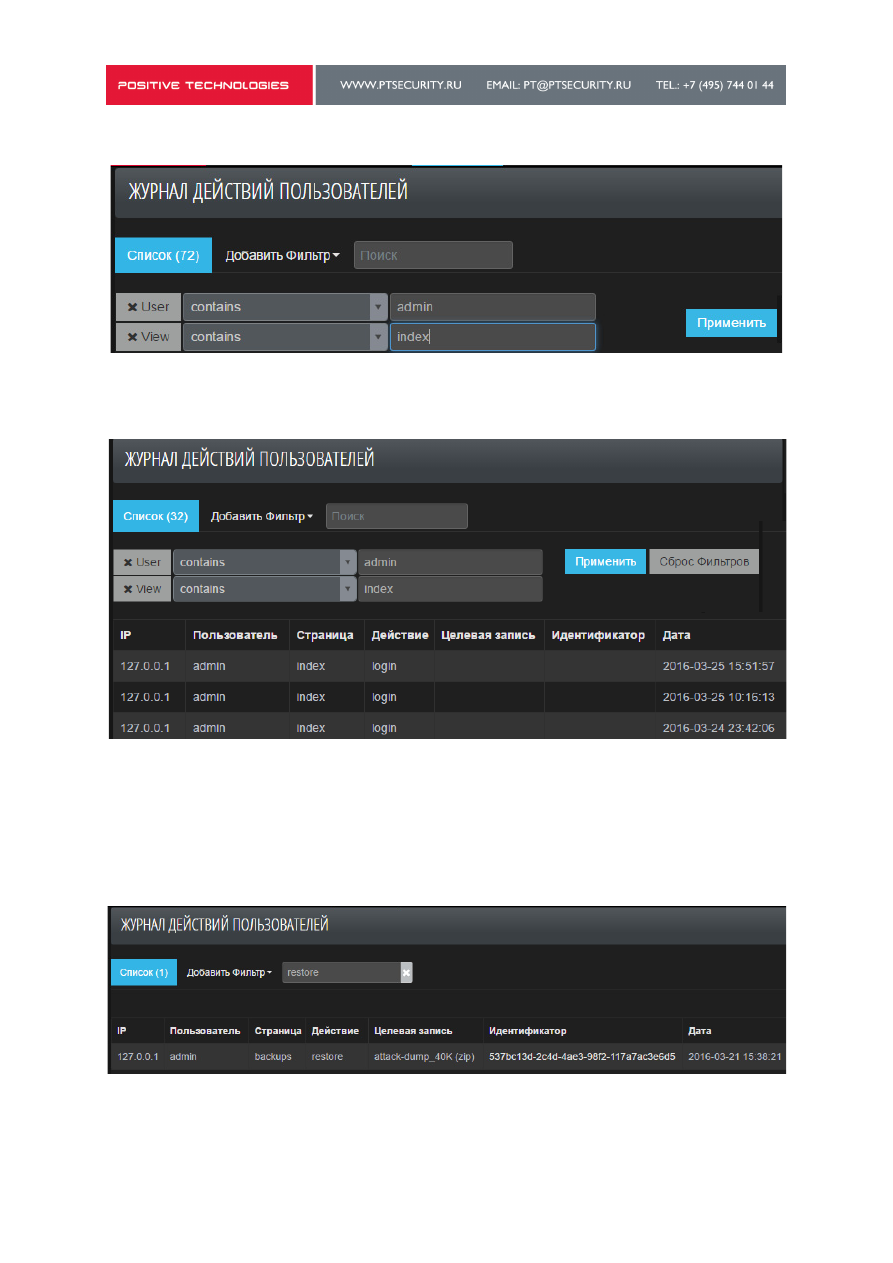 POSITIVE TECHNOLOGIES WWW.PTSECURITY.RU EMAIL: PT@PTSECURITY.RU TEL.: +7 (495) 744 01 44
ЖУРНАЛ ДЕЙСТВИЙ ПОЛЬЗОВАТЕЛЕЙ
Список (72) Добавить Фильтр Поиск
✖ User contains admin
Применить
✖ View contains index
ЖУРНАЛ ДЕЙСТВИЙ ПОЛЬЗОВАТЕЛЕЙ
Список (32) Добавить Фильтр Поиск
✖ User contains admin Применить Сброс Фильтров
✖ View contains index
IP Пользователь Страница Действие Целевая запись Идентификатор Дата
127.0.0.1 admin index login 2016-03-25 15:51:57
127.0.0.1 admin index login 2016-03-25 10:16:13
127.0.0.1 admin index login 2016-03-24 23:42:06
ЖУРНАЛ ДЕЙСТВИЙ ПОЛЬЗОВАТЕЛЕЙ
Список (1) Добавить Фильтр restore ✖
IP Пользователь Страница Действие Целевая запись Идентификатор Дата
127.0.0.1 admin backups restore attack-dump_40K (zip) 537bc13d-2c4d-4ae3-98f2-117a7ac3e6d5 2016-03-21 15:38:21